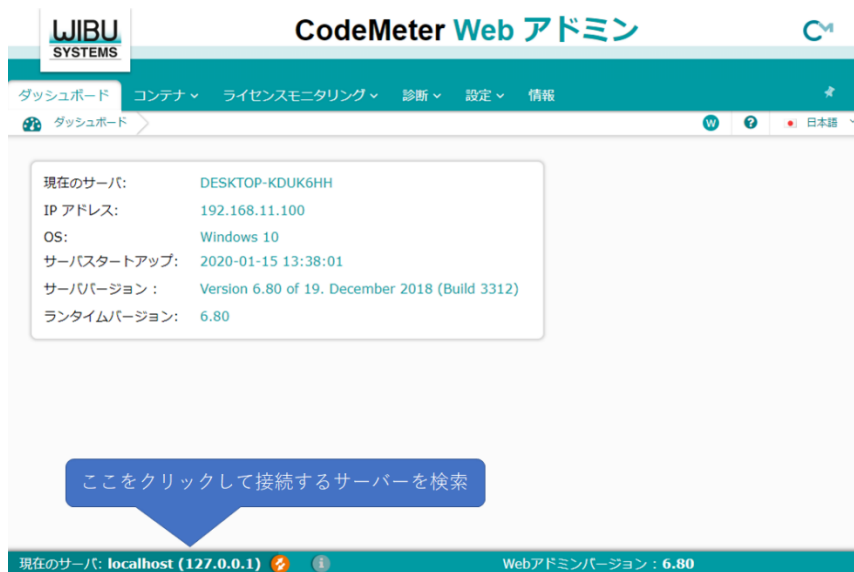 WIBU
SYSTEMS
CodeMeter Web アドミン
ダッシュボード コンテナ ライセンスモニタリング 診断 設定 情報
ダッシュボード W ? 日本語
現在のサーバ: DESKTOP-KDUK6HH
IP アドレス: 192.168.11.100
OS: Windows 10
サーバスタートアップ: 2020-01-15 13:38:01
サーババージョン : Version 6.80 of 19. December 2018 (Build 3312)
ランタイムバージョン: 6.80
ここをクリックして接続するサーバーを検索
現在のサーバ: localhost (127.0.0.1) i Webアドミンバージョン : 6.80